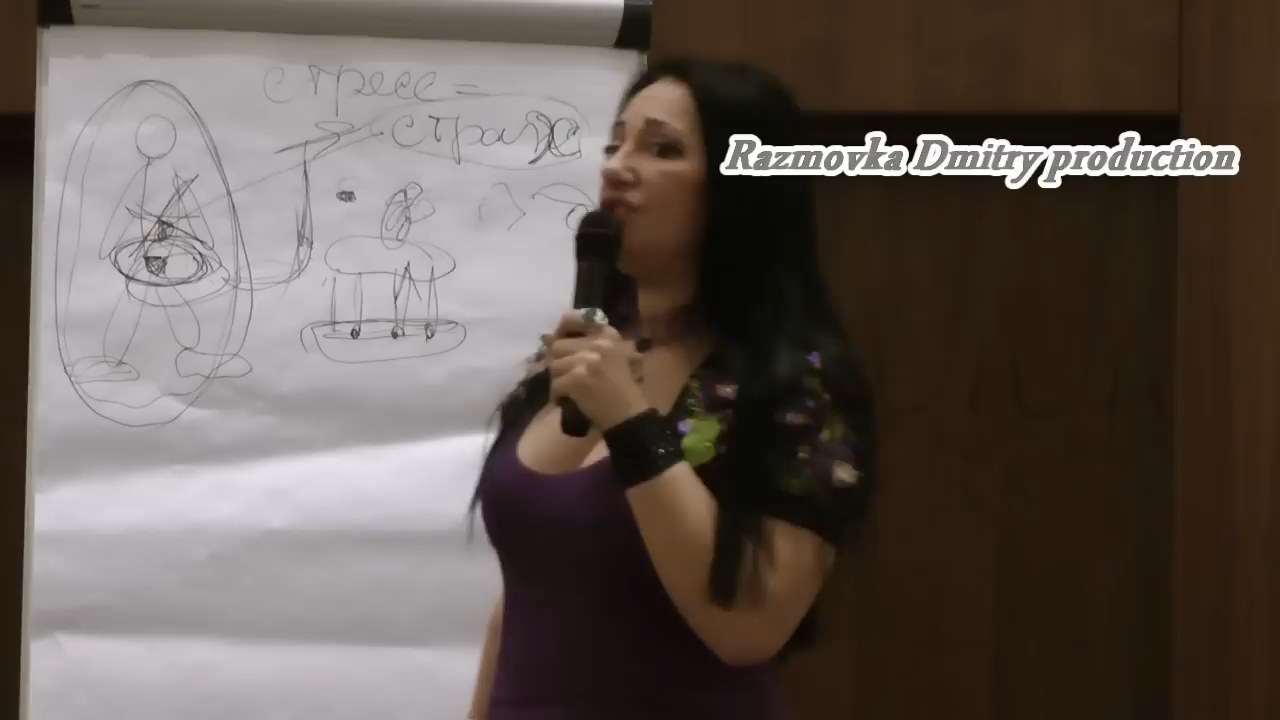 стресс =
страх
Razmovka Dmitry production